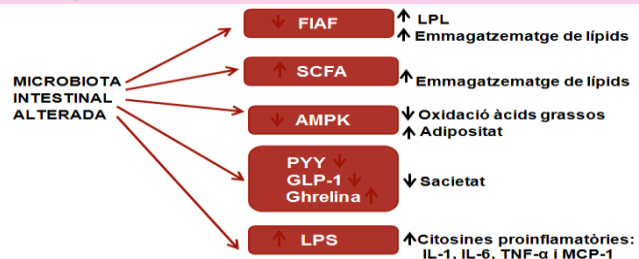 FIAF
LPL
Emmagatzematge de lípids
MICROBIOTA
INTESTINAL
ALTERADA
SCFA
Emmagatzematge de lípids
AMPK
Oxidació àcids grassos
Adipositat
PYY
GLP-1
Ghrelina
Sacietat
LPS
Citosines proinflamatòries:
IL-1, IL-6, TNF-α i MCP-1